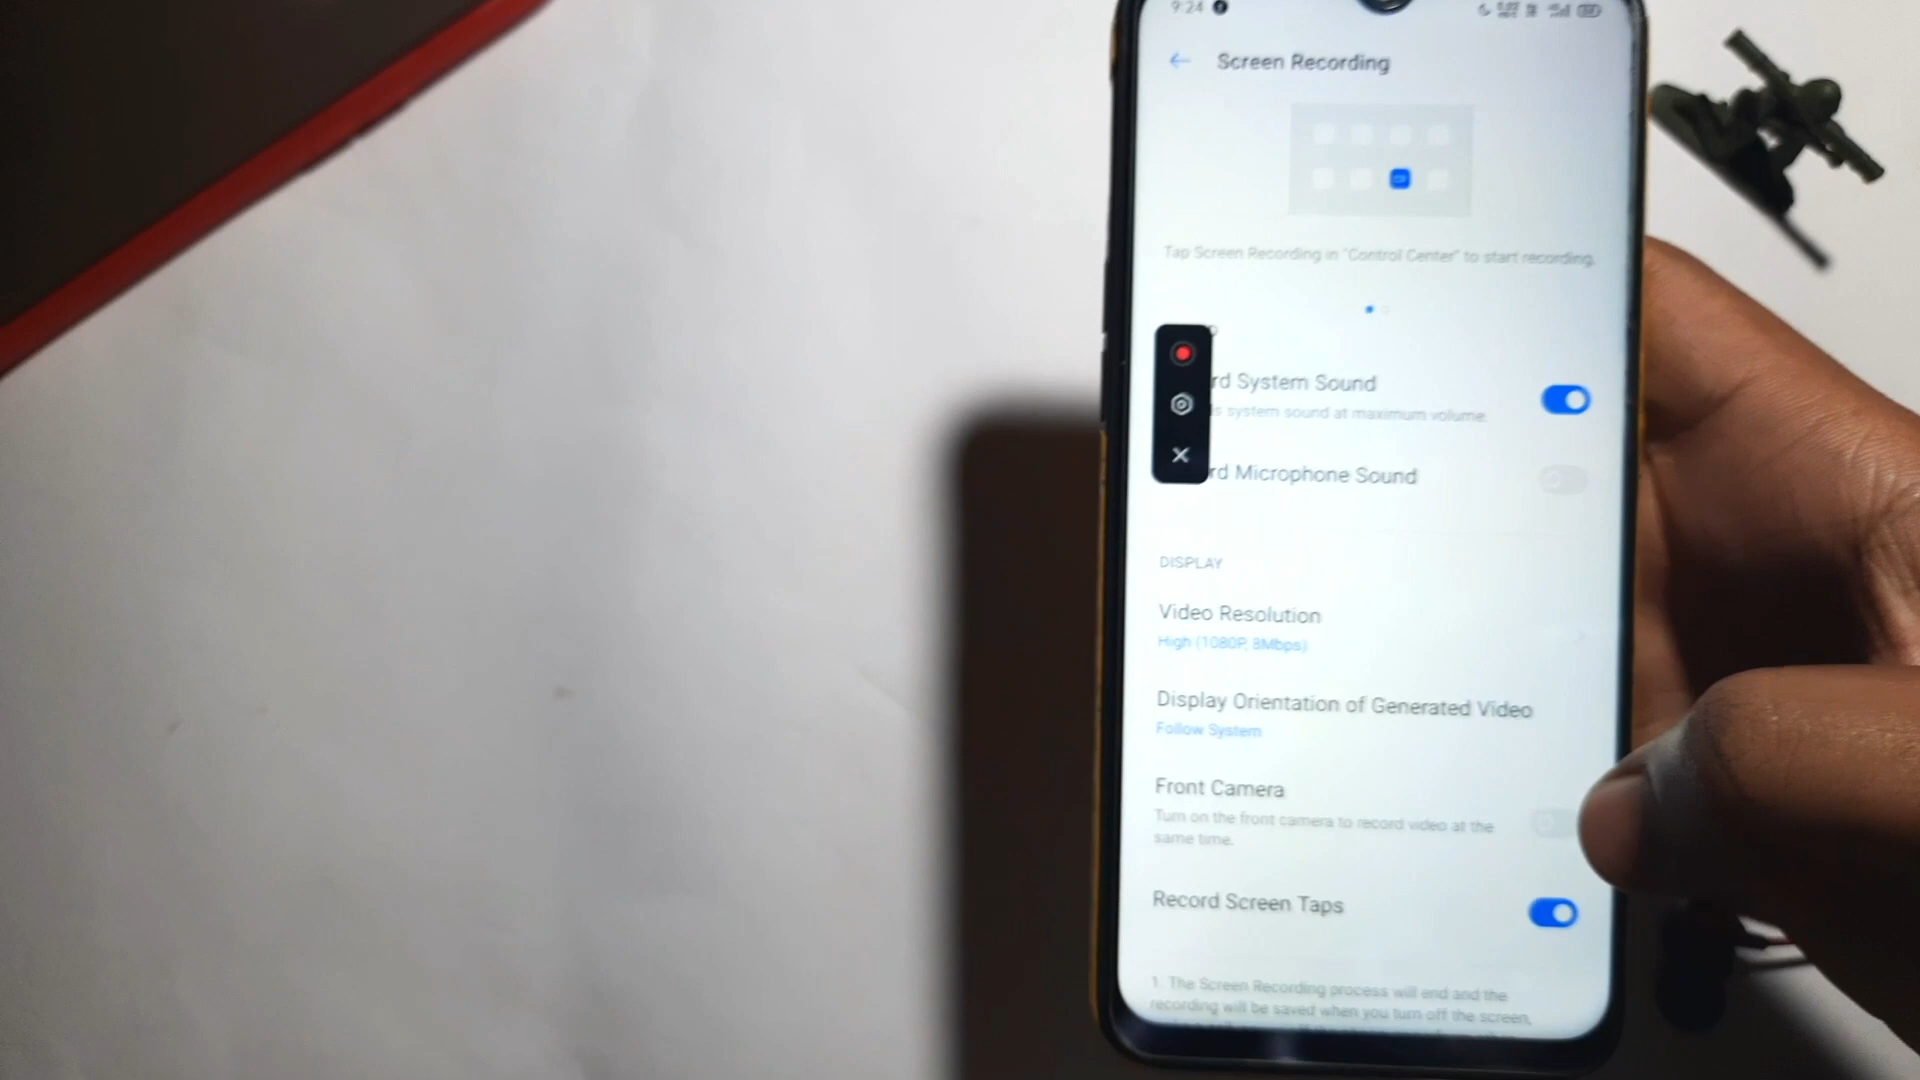 9:24
Screen Recording
Tap Screen Recording in "Control Center" to start recording.
rd System Sound
s system sound at maximum volume.
rd Microphone Sound
DISPLAY
Video Resolution
High (1080P, 8Mbps)
Display Orientation of Generated Video
Follow System
Front Camera
Turn on the front camera to record video at the
same time.
Record Screen Taps
1. The Screen Recording process will end and the
recording will be saved when you turn off the screen,